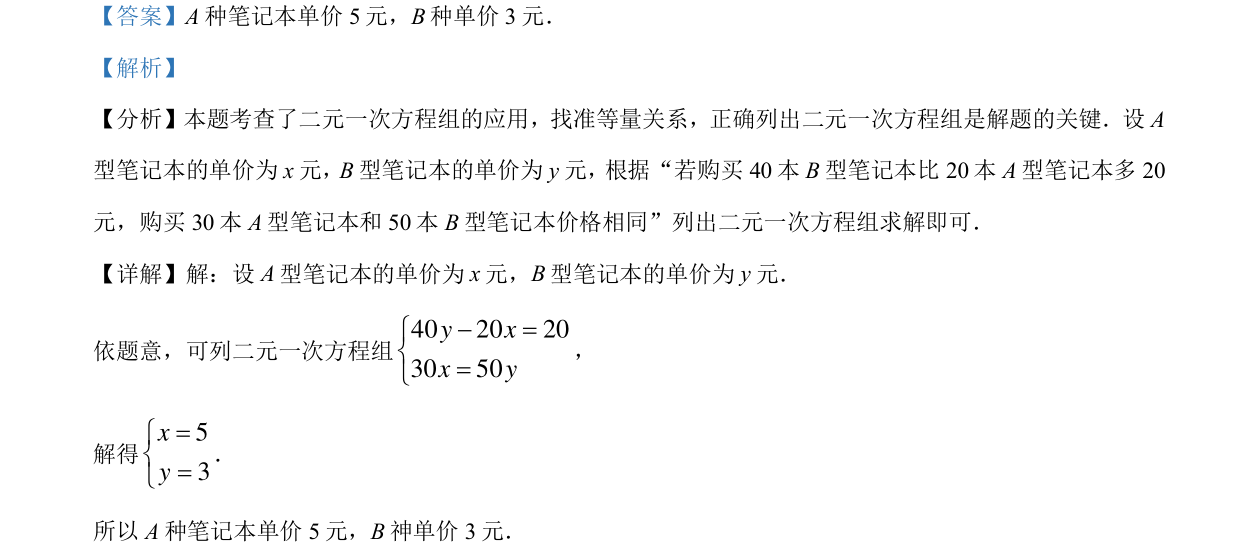 【答案】A 种笔记本单价 5 元，B 种单价 3 元．
【解析】
【分析】本题考查了二元一次方程组的应用，找准等量关系，正确列出二元一次方程组是解题的关键．设 A
型笔记本的单价为 x 元，B 型笔记本的单价为 y 元，根据“若购买 40 本 B 型笔记本比 20 本 A 型笔记本多 20
元，购买 30 本 A 型笔记本和 50 本 B 型笔记本价格相同”列出二元一次方程组求解即可．
【详解】解：设 A 型笔记本的单价为 x 元，B 型笔记本的单价为 y 元．
依题意，可列二元一次方程组{40y－20x＝20
30x＝50y，
解得{x＝5
y＝3．
所以 A 种笔记本单价 5 元，B 神单价 3 元．